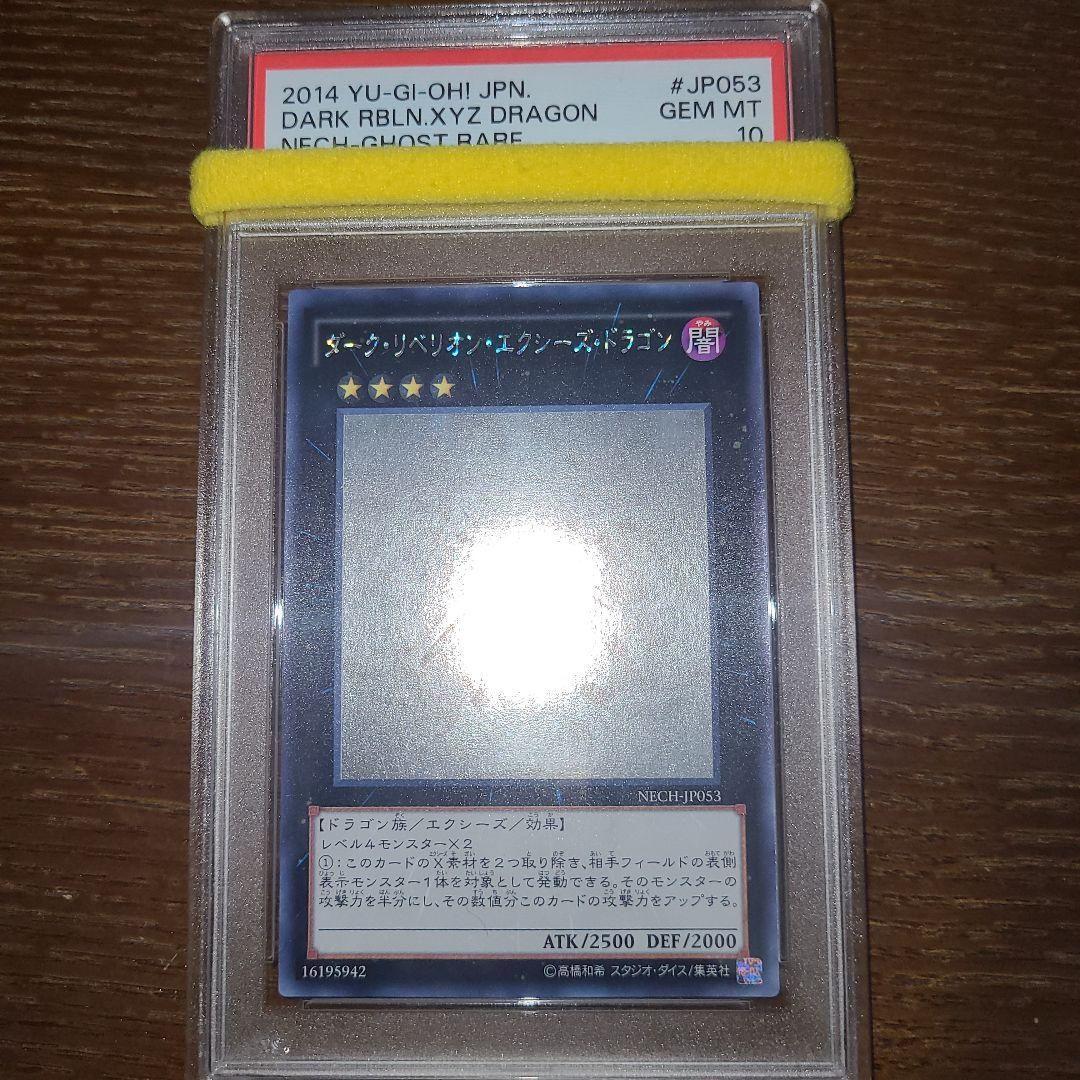 2014 YU-GI-OH! JPN. #JP053
DARK RBLN.XYZ DRAGON GEM MT
NECH-GHOST RARE 10
ダーク・リベリオン・エクシーズ・ドラゴン
やみ
闇
NECH-JP053
【ドラゴン族／エクシーズ／効果】
レベル4モンスター×2
①：このカードのX素材を2つ取り除き、相手フィールドの表側
表示モンスター1体を対象として発動できる。そのモンスターの
攻撃力を半分にし、その数値分このカードの攻撃力をアップする。
ATK/2500 DEF/2000
16195942 ©高橋和希 スタジオ・ダイス/集英社